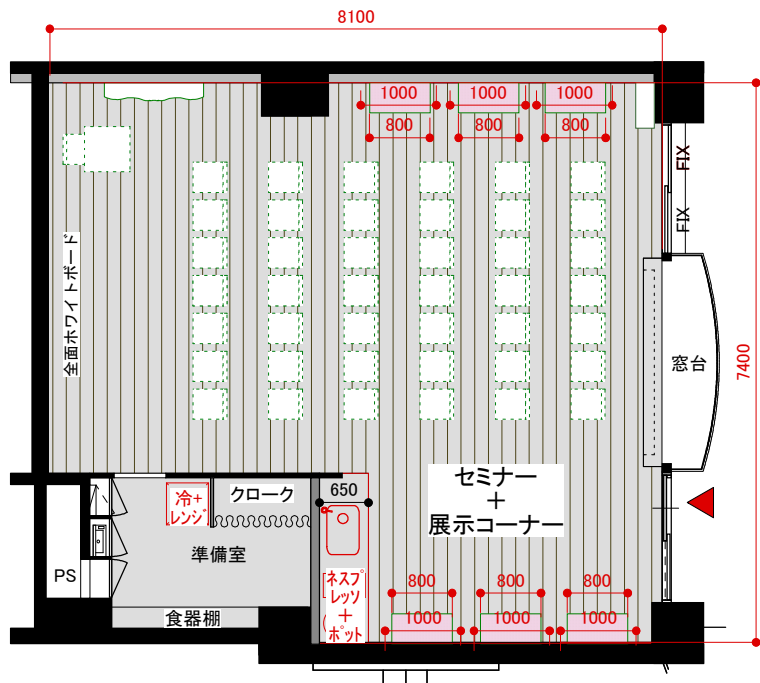 8100
1000
1000
1000
800
800
800
FIX
FIX
全面ホワイトボード
窓台
7400
セミナー
+
展示コーナー
冷+
レンジ
クローク
650
準備室
PS
食器棚
ネスプ
レッソ
+
ポット
800
800
800
1000
1000
1000